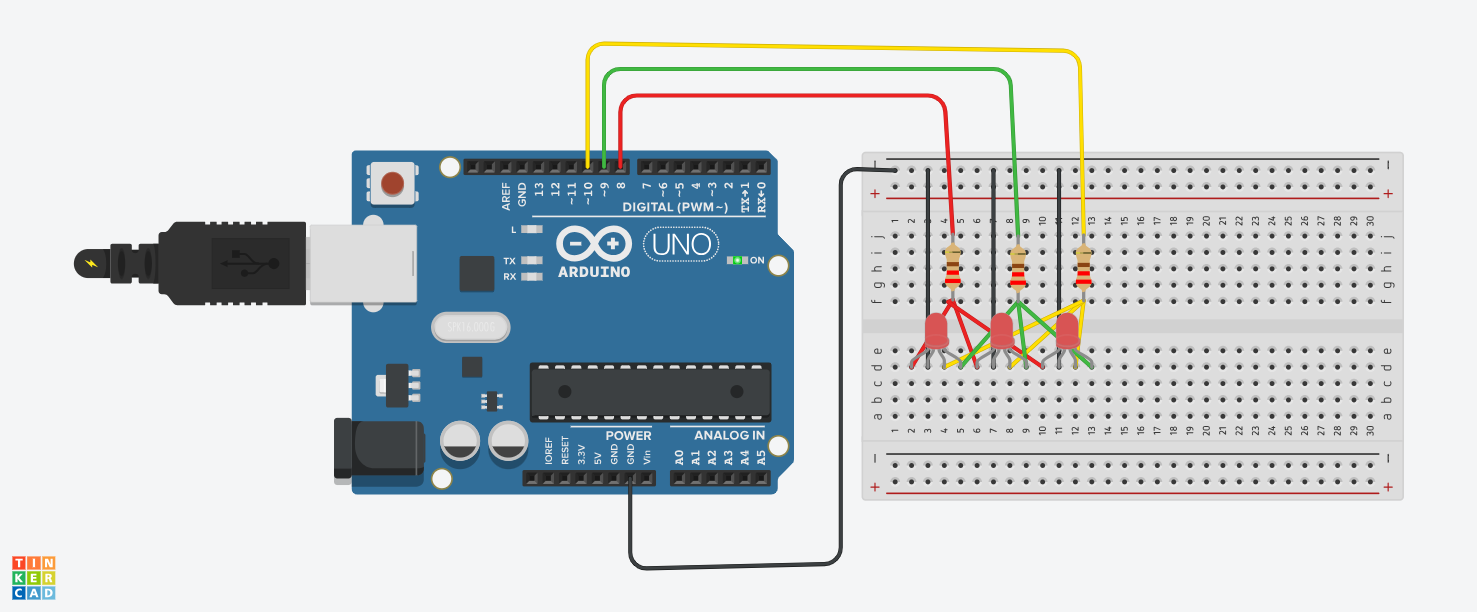 AREF
GND
13
12
~11
~10
~9
8
7
~6
~5
4
~3
2
TX→1
RX←0
DIGITAL (PWM~)
L
TX
RX
ARDUINO
UNO
ON
POWER
ANALOG IN
IOREF
RESET
3.3V
5V
GND
GND
Vin
A0
A1
A2
A3
A4
A5
1 2 3 4 5 6 7 8 9 10 11 12 13 14 15 16 17 18 19 20 21 22 23 24 25 26 27 28 29 30
j j
i i
h h
g g
f f
e e
d d
c c
b b
a a
1 2 3 4 5 6 7 8 9 10 11 12 13 14 15 16 17 18 19 20 21 22 23 24 25 26 27 28 29 30
TIN
KER
CAD